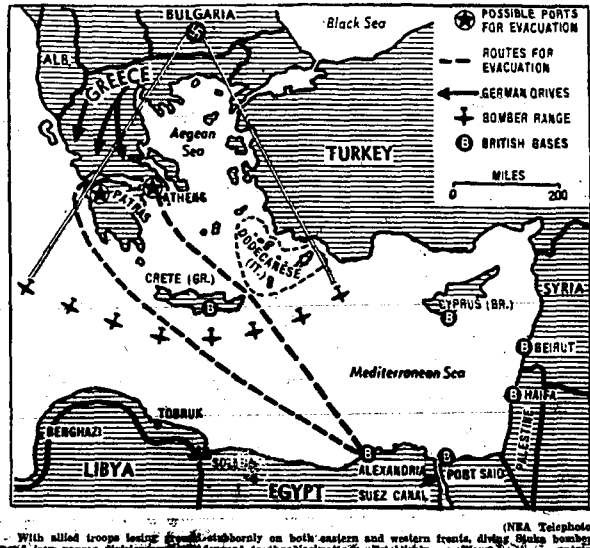 BULGARIA
Black Sea
POSSIBLE PORTS
FOR EVACUATION
ROUTES FOR
EVACUATION
GERMAN DRIVES
BOMBER RANGE
B BRITISH BASES
MILES
0 200
ALB.
GREECE
Aegean
Sea
TURKEY
PATRAS
ATHENS
DODECANESE
(IT.)
CRETE (GR.)
B
CYPRUS (BR.)
B
SYRIA
B BEIRUT
Mediterranean Sea
B HAIFA
PALESTINE
TOBRUK
BENGHAZI
SOLLUM
B
ALEXANDRIA
B
PORT SAID
LIBYA
EGYPT
SUEZ CANAL
(NEA Telephoto
With allied troops losing ground stubbornly on both eastern and western fronts, diving Stuka bomber